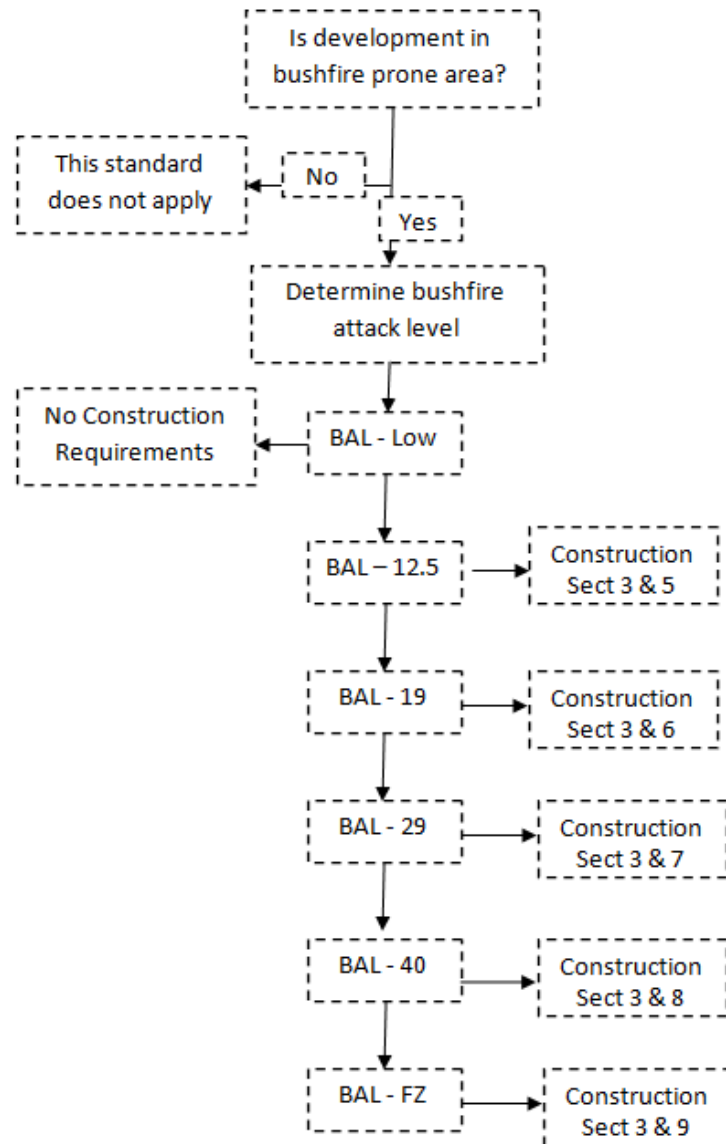 Is development in
bushfire prone area?
This standard
does not apply
No
Yes
Determine bushfire
attack level
No Construction
Requirements
BAL - Low
BAL – 12.5
Construction
Sect 3 & 5
BAL - 19
Construction
Sect 3 & 6
BAL - 29
Construction
Sect 3 & 7
BAL - 40
Construction
Sect 3 & 8
BAL - FZ
Construction
Sect 3 & 9